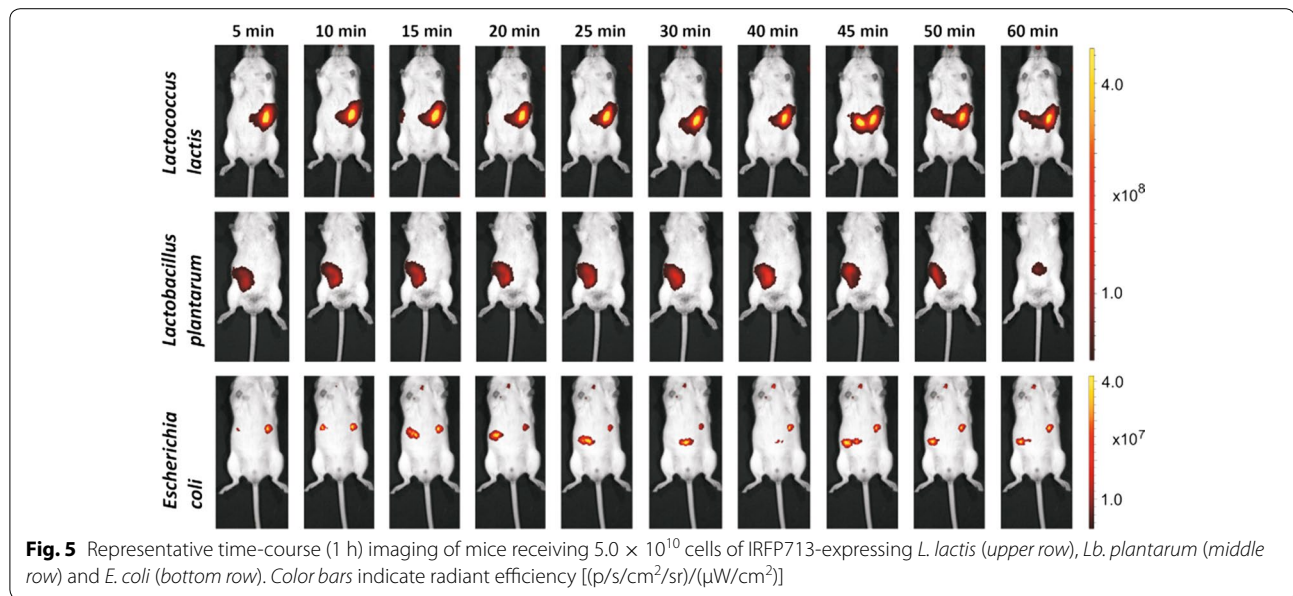 5 min 10 min 15 min 20 min 25 min 30 min 40 min 45 min 50 min 60 min
Lactococcus
lactis
4.0
x10⁸
1.0
Lactobacillus
plantarum
Escherichia
coli
4.0
x10⁷
1.0
Fig. 5 Representative time-course (1 h) imaging of mice receiving 5.0 × 10¹⁰ cells of IRFP713-expressing L. lactis (upper row), Lb. plantarum (middle
row) and E. coli (bottom row). Color bars indicate radiant efficiency [(p/s/cm²/sr)/(μW/cm²)]